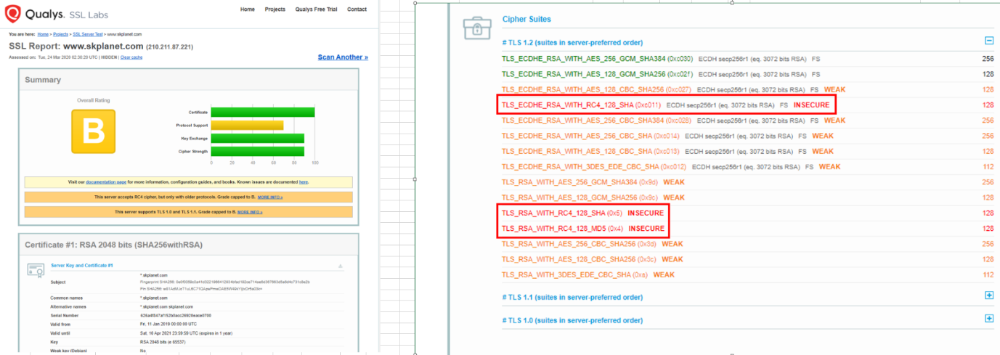 Qualys. SSL Labs
Home Projects Qualys Free Trial Contact
You are here: Home > Projects > SSL Server Test > www.skplanet.com
SSL Report: www.skplanet.com (210.211.87.221)
Assessed on: Tue, 24 Mar 2020 02:30:29 UTC | HIDDEN | Clear cache
Scan Another »
Summary
Overall Rating
B
Certificate
Protocol Support
Key Exchange
Cipher Strength
0 20 40 60 80 100
Visit our documentation page for more information, configuration guides, and books. Known issues are documented here.
This server accepts RC4 cipher, but only with older protocols. Grade capped to B. MORE INFO »
This server supports TLS 1.0 and TLS 1.1. Grade capped to B. MORE INFO »
Certificate #1: RSA 2048 bits (SHA256withRSA)
Server Key and Certificate #1
Subject
*.skplanet.com
Fingerprint SHA256:
Pin SHA256:
Common names *.skplanet.com
Alternative names *.skplanet.com skplanet.com
Serial Number
Valid from Fri, 11 Jan 2019 00:00:00 UTC
Valid until Sat, 10 Apr 2021 23:59:59 UTC (expires in 1 year)
Key RSA 2048 bits (e 65537)
Weak key (Debian) No
Cipher Suites
# TLS 1.2 (suites in server-preferred order)
TLS_ECDHE_RSA_WITH_AES_256_GCM_SHA384 (0xc030) ECDH secp256r1 (eq. 3072 bits RSA) FS 256
TLS_ECDHE_RSA_WITH_AES_128_GCM_SHA256 (0xc02f) ECDH secp256r1 (eq. 3072 bits RSA) FS 128
TLS_ECDHE_RSA_WITH_AES_128_CBC_SHA256 (0xc027) ECDH secp256r1 (eq. 3072 bits RSA) FS WEAK 128
TLS_ECDHE_RSA_WITH_RC4_128_SHA (0xc011) ECDH secp256r1 (eq. 3072 bits RSA) FS INSECURE 128
TLS_ECDHE_RSA_WITH_AES_256_CBC_SHA384 (0xc028) ECDH secp256r1 (eq. 3072 bits RSA) FS WEAK 256
TLS_ECDHE_RSA_WITH_AES_256_CBC_SHA (0xc014) ECDH secp256r1 (eq. 3072 bits RSA) FS WEAK 256
TLS_ECDHE_RSA_WITH_AES_128_CBC_SHA (0xc013) ECDH secp256r1 (eq. 3072 bits RSA) FS WEAK 128
TLS_ECDHE_RSA_WITH_3DES_EDE_CBC_SHA (0xc012) ECDH secp256r1 (eq. 3072 bits RSA) FS WEAK 112
TLS_RSA_WITH_AES_256_GCM_SHA384 (0x9d) WEAK 256
TLS_RSA_WITH_AES_128_GCM_SHA256 (0x9c) WEAK 128
TLS_RSA_WITH_RC4_128_SHA (0x5) INSECURE 128
TLS_RSA_WITH_RC4_128_MD5 (0x4) INSECURE 128
TLS_RSA_WITH_AES_256_CBC_SHA256 (0x3d) WEAK 256
TLS_RSA_WITH_AES_128_CBC_SHA256 (0x3c) WEAK 128
TLS_RSA_WITH_3DES_EDE_CBC_SHA (0xa) WEAK 112
# TLS 1.1 (suites in server-preferred order)
# TLS 1.0 (suites in server-preferred order)